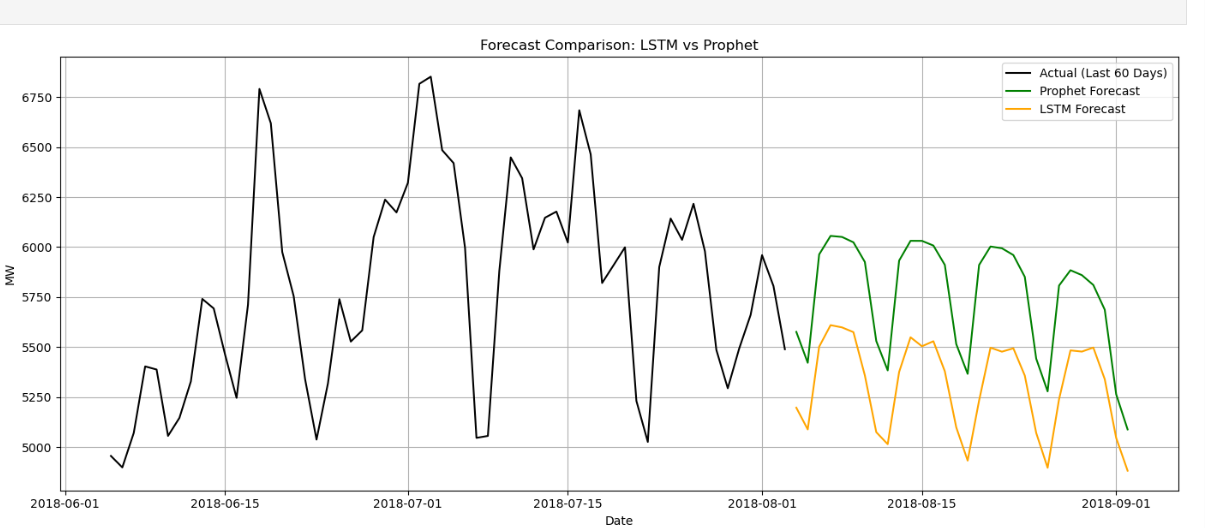 Forecast Comparison: LSTM vs Prophet
Actual (Last 60 Days)
Prophet Forecast
LSTM Forecast
6750
6500
6250
6000
5750
5500
5250
5000
MW
2018-06-01
2018-06-15
2018-07-01
2018-07-15
2018-08-01
2018-08-15
2018-09-01
Date